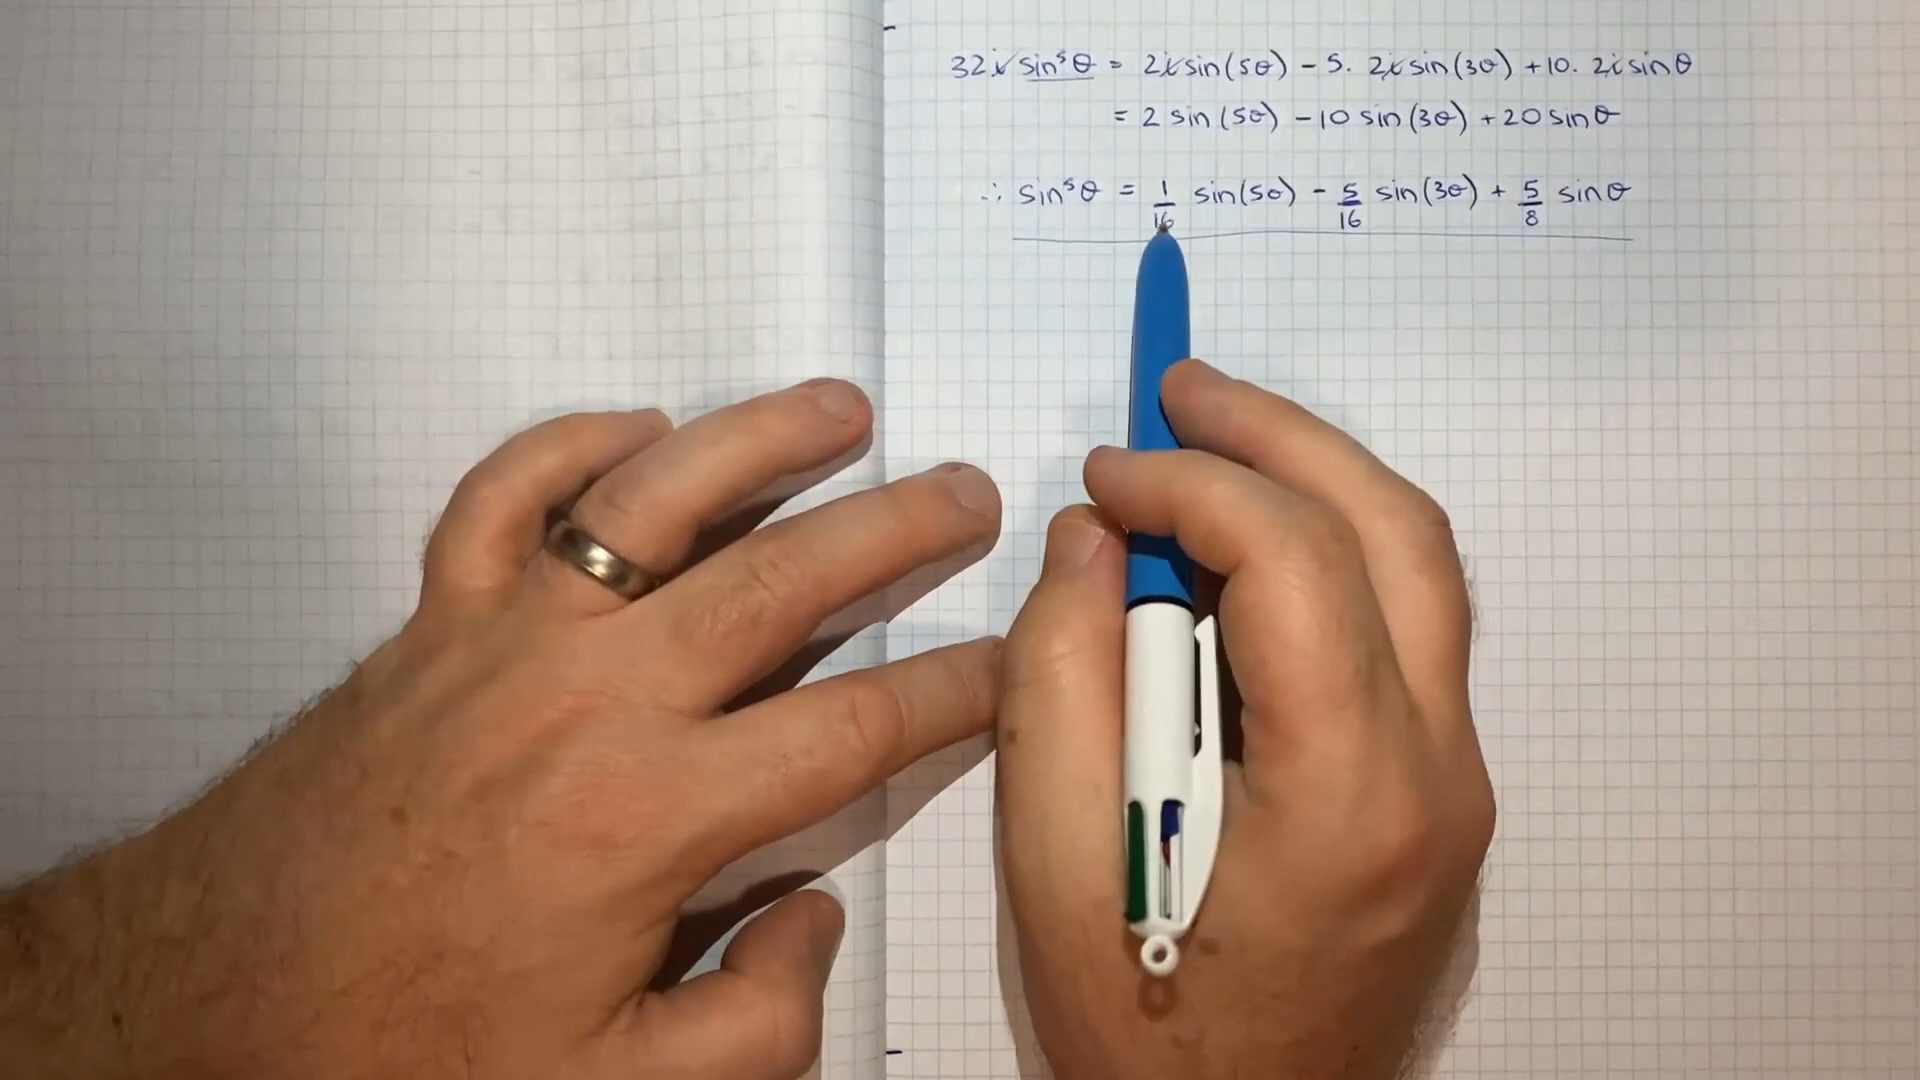 32i sin⁵θ = 2i sin(5θ) - 5. 2i sin(3θ) + 10. 2i sinθ
= 2 sin(5θ) - 10 sin(3θ) + 20 sinθ
∴ sin⁵θ = 1/16 sin(5θ) - 5/16 sin(3θ) + 5/8 sinθ